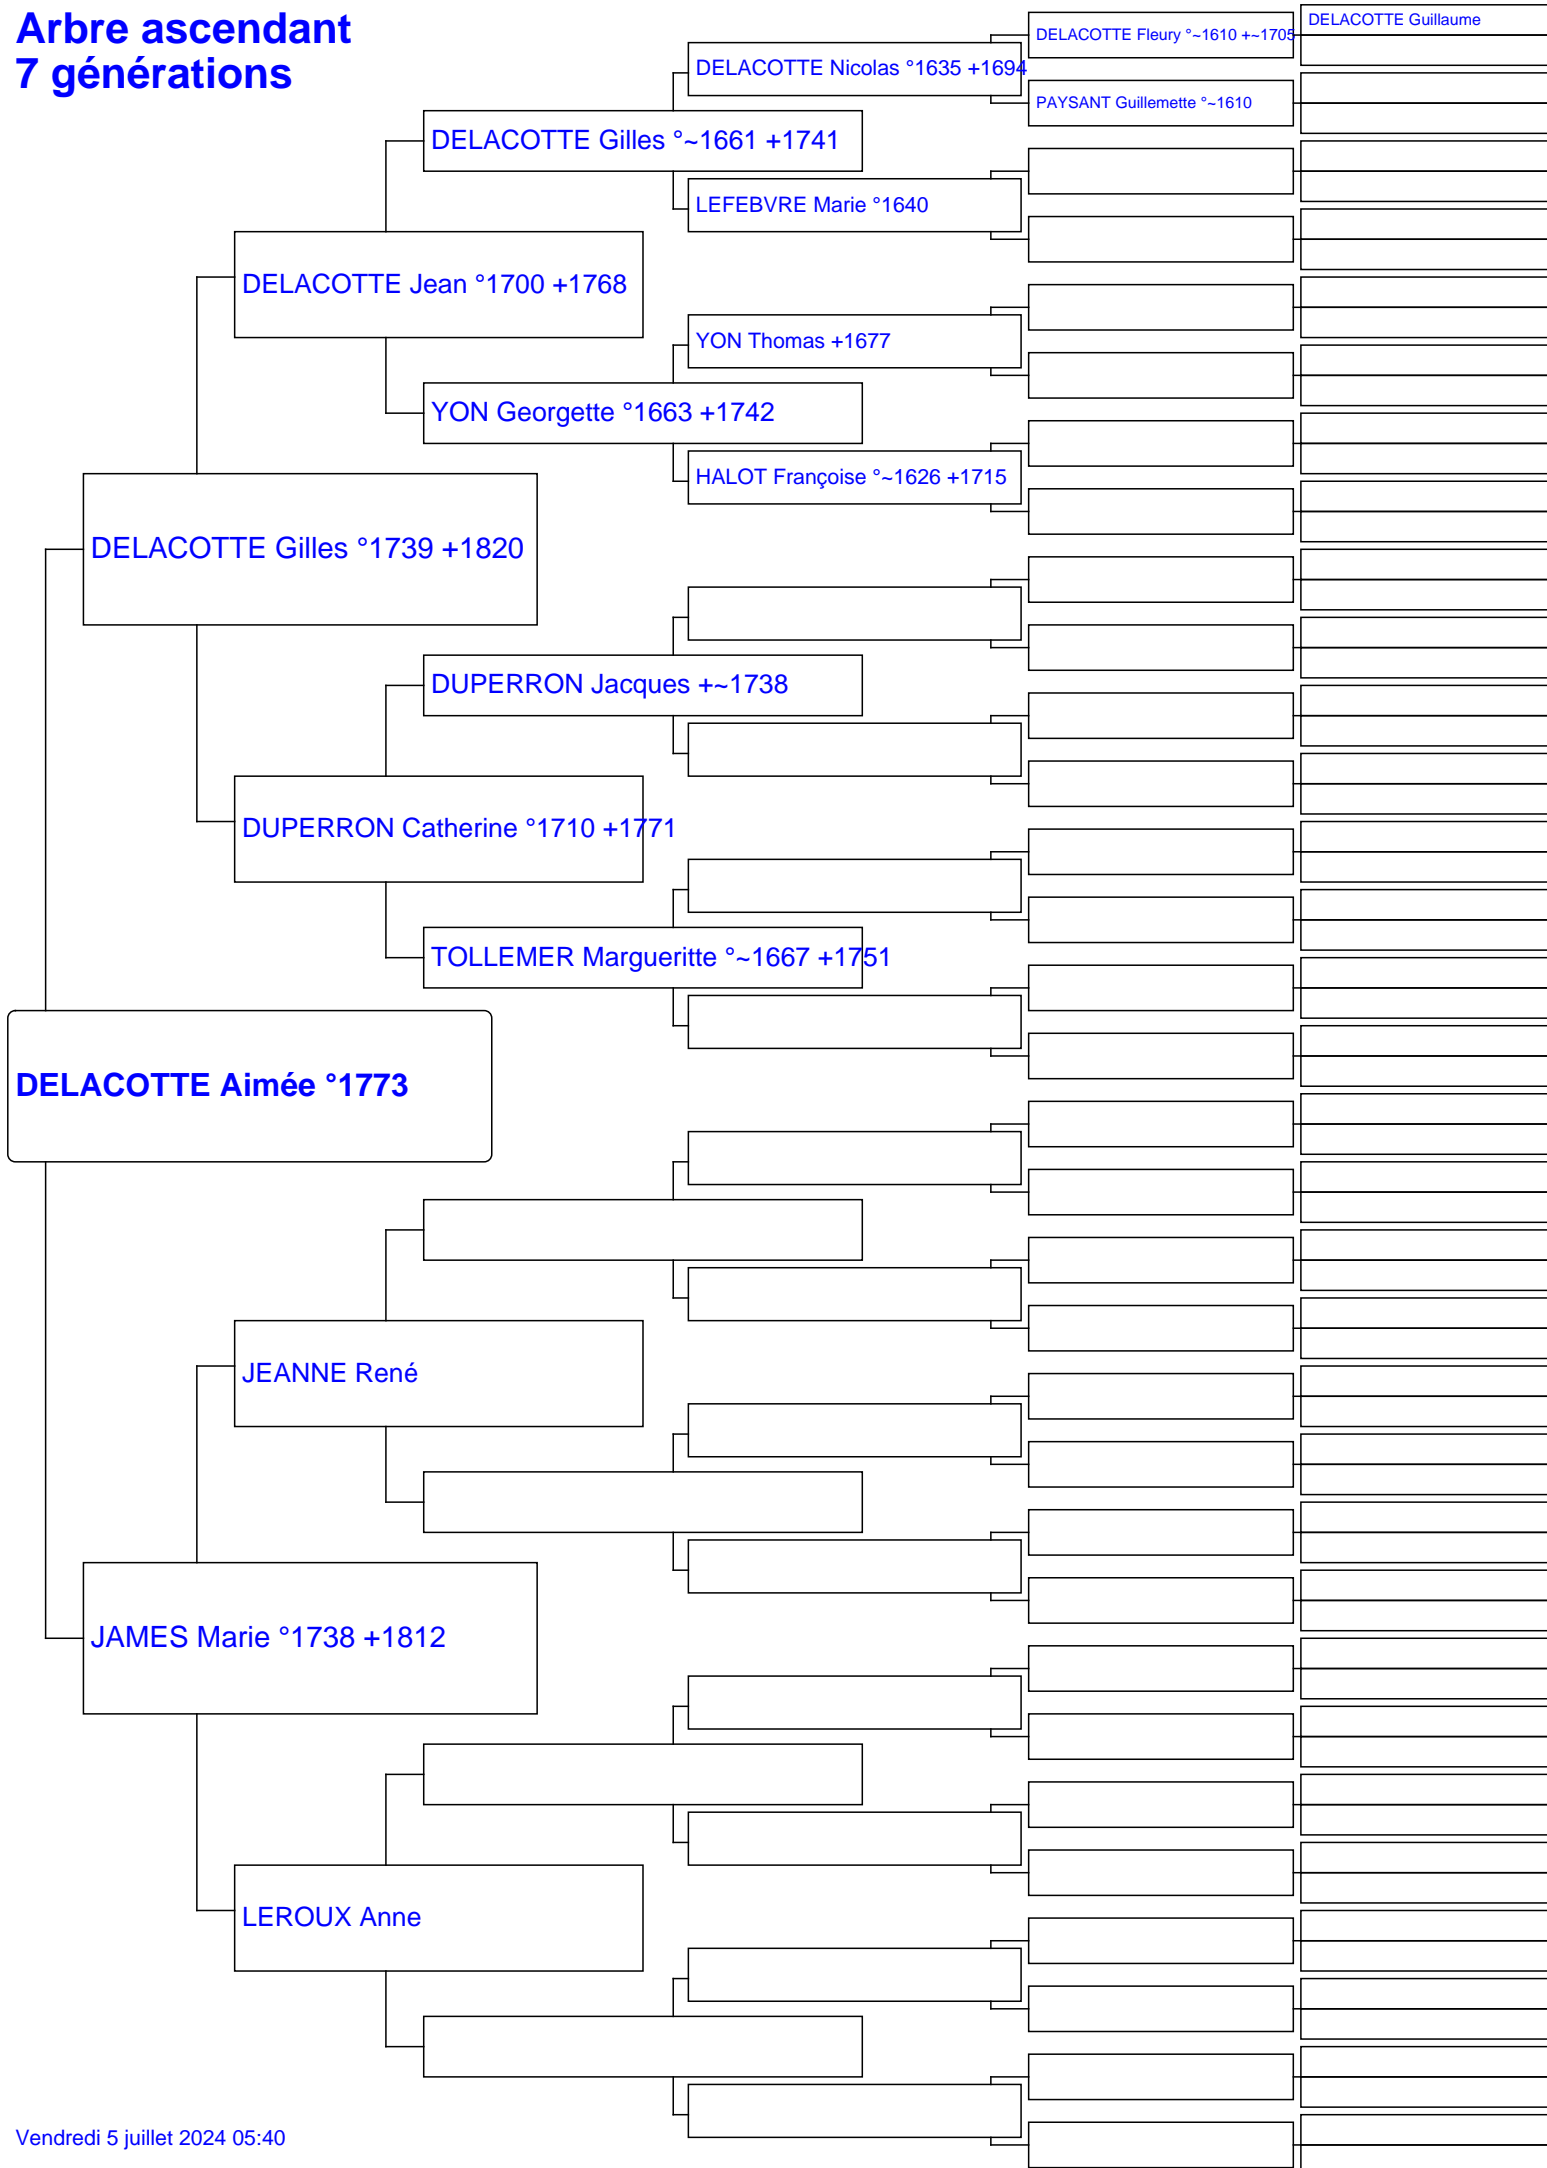 Arbre ascendant
7 générations
DELACOTTE Guillaume
DELACOTTE Fleury °~1610 +~1705
DELACOTTE Nicolas °1635 +1694
PAYSANT Guillemette °~1610
DELACOTTE Gilles °~1661 +1741
LEFEBVRE Marie °1640
DELACOTTE Jean °1700 +1768
YON Thomas +1677
YON Georgette °1663 +1742
HALOT Françoise °~1626 +1715
DELACOTTE Gilles °1739 +1820
DUPERRON Jacques +~1738
DUPERRON Catherine °1710 +1771
TOLLEMER Margueritte °~1667 +1751
DELACOTTE Aimée °1773
JEANNE René
JAMES Marie °1738 +1812
LEROUX Anne
Vendredi 5 juillet 2024 05:40